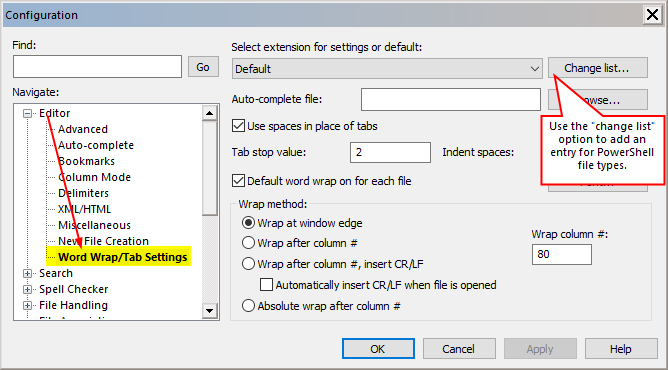 Configuration
Find:
Go
Navigate:
Editor
Advanced
Auto-complete
Bookmarks
Column Mode
Delimiters
XML/HTML
Miscellaneous
New File Creation
Word Wrap/Tab Settings
Search
Spell Checker
File Handling
Select extension for settings or default:
Default
Change list...
Auto-complete file:
Use spaces in place of tabs
Tab stop value:
2
Indent spaces:
Use the "change list"
option to add an
entry for PowerShell
file types.
Default word wrap on for each file
Wrap method:
Wrap at window edge
Wrap after column #
Wrap after column #, insert CR/LF
Automatically insert CR/LF when file is opened
Absolute wrap after column #
Wrap column #:
80
OK
Cancel
Apply
Help